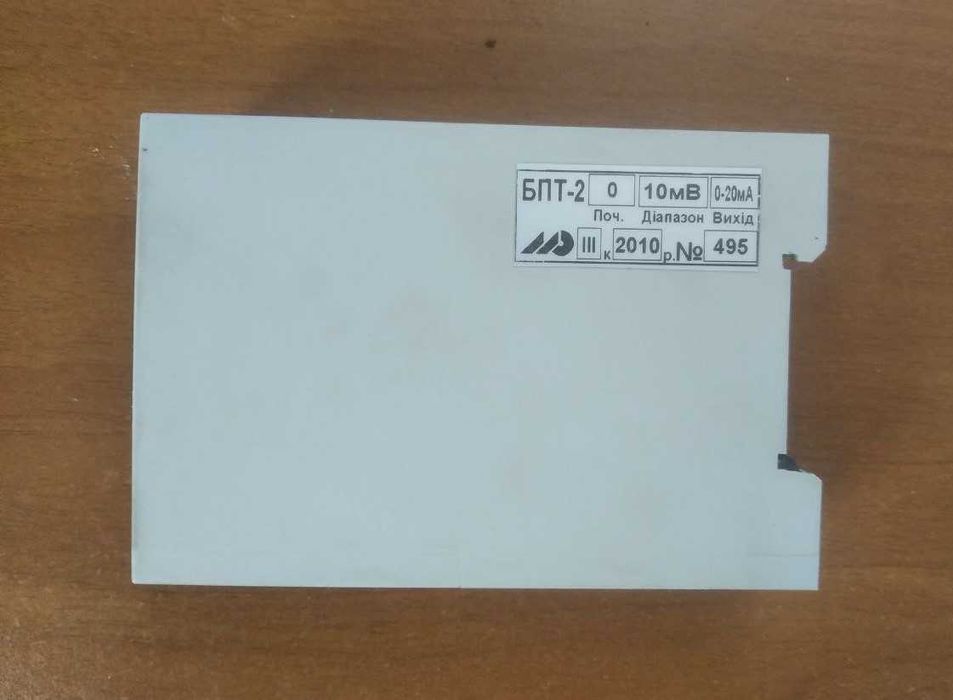 БПТ-2 0 10мВ 0-20мА
Поч. Діапазон Вихід
III к 2010 р. № 495